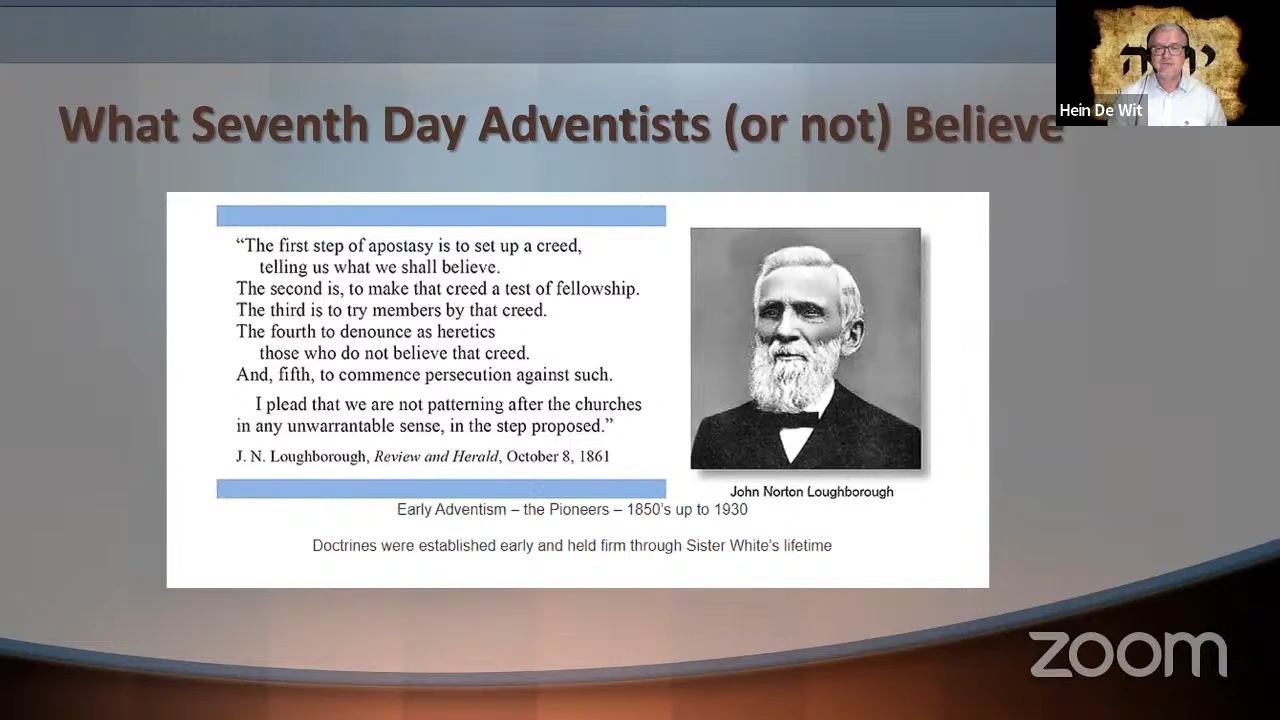 What Seventh Day Adventists (or not) Believe
Hein De Wit
“The first step of apostasy is to set up a creed,
telling us what we shall believe.
The second is, to make that creed a test of fellowship.
The third is to try members by that creed.
The fourth to denounce as heretics
those who do not believe that creed.
And, fifth, to commence persecution against such.
I plead that we are not patterning after the churches
in any unwarrantable sense, in the step proposed.”
J. N. Loughborough, Review and Herald, October 8, 1861
John Norton Loughborough
Early Adventism – the Pioneers – 1850’s up to 1930
Doctrines were established early and held firm through Sister White’s lifetime
zoom